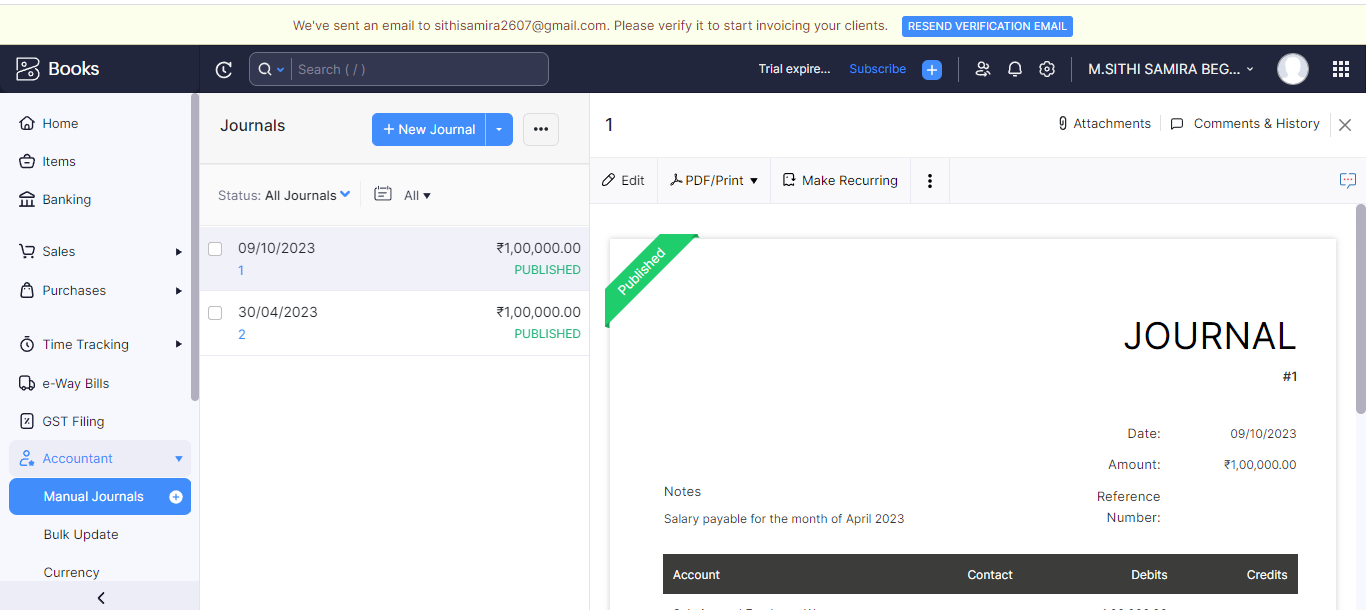 We've sent an email to sithisamira2607@gmail.com. Please verify it to start invoicing your clients. RESEND VERIFICATION EMAIL
Books
Search ( / )
Trial expire... Subscribe
M.SITHI SAMIRA BEG...
Home
Items
Banking
Sales
Purchases
Time Tracking
e-Way Bills
GST Filing
Accountant
Manual Journals
Bulk Update
Currency
Journals
+ New Journal
Status: All Journals
All
09/10/2023 ₹1,00,000.00
1 PUBLISHED
30/04/2023 ₹1,00,000.00
2 PUBLISHED
1
Attachments
Comments & History
Edit
PDF/Print
Make Recurring
Published
JOURNAL
#1
Date: 09/10/2023
Amount: ₹1,00,000.00
Reference
Number:
Notes
Salary payable for the month of April 2023
Account Contact Debits Credits